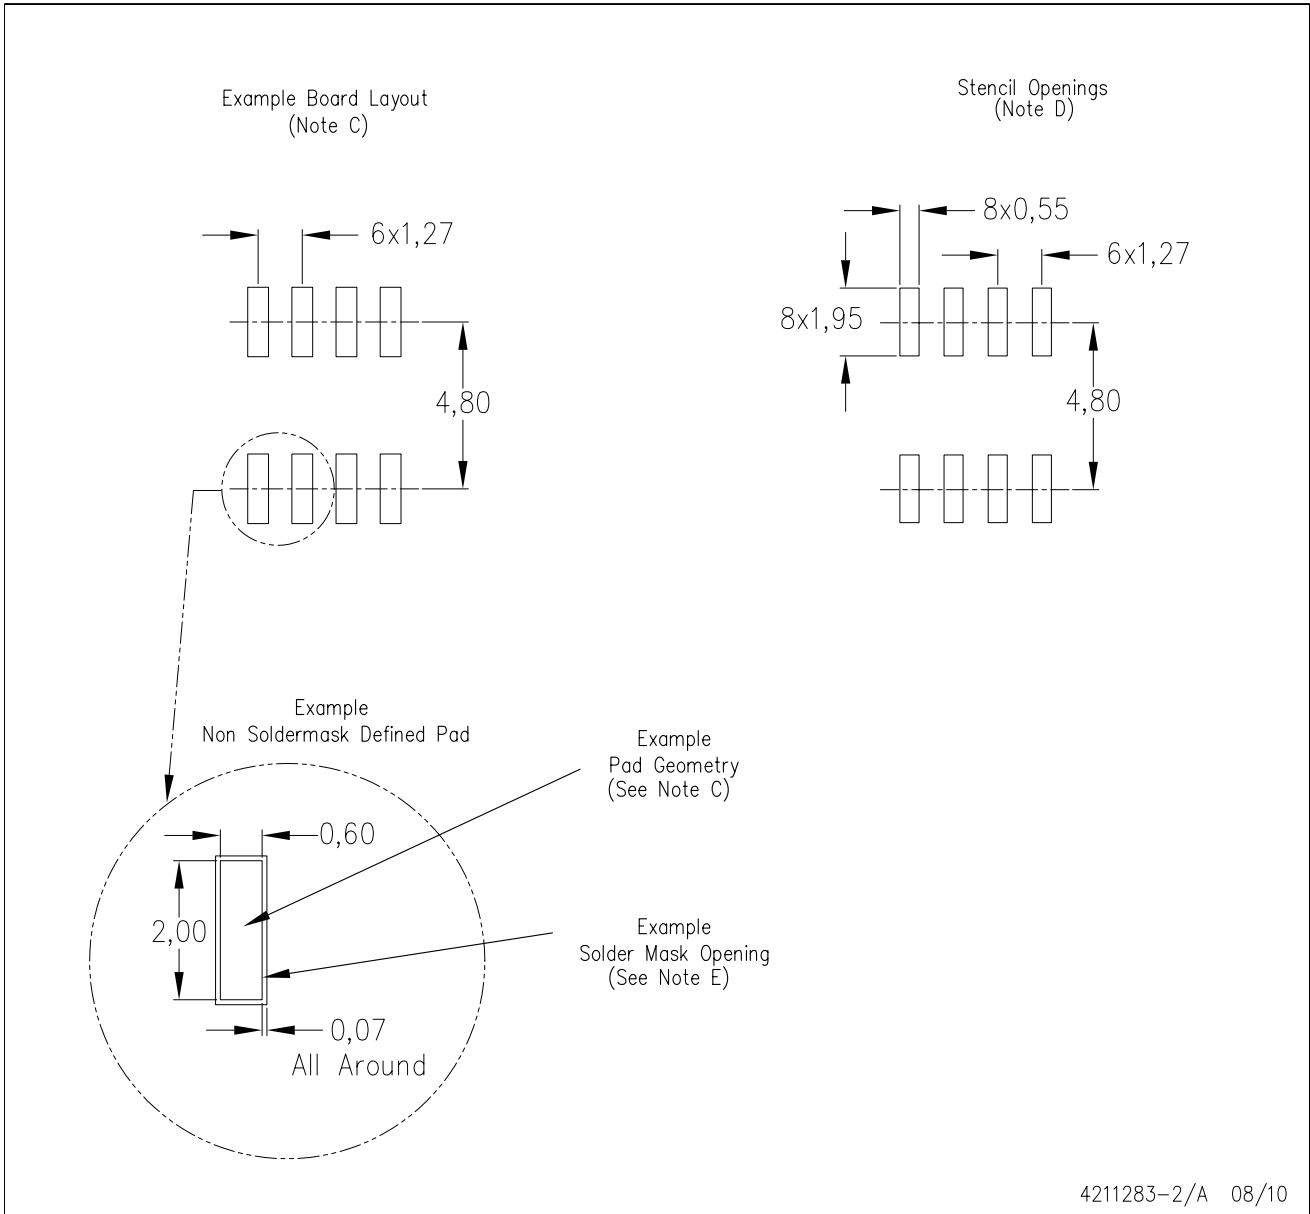 Example Board Layout
(Note C)
6x1,27
4,80
Stencil Openings
(Note D)
8x0,55
6x1,27
8x1,95
4,80
Example
Non Soldermask Defined Pad
Example
Pad Geometry
(See Note C)
0,60
2,00
Example
Solder Mask Opening
(See Note E)
0,07
All Around
4211283-2/A 08/10